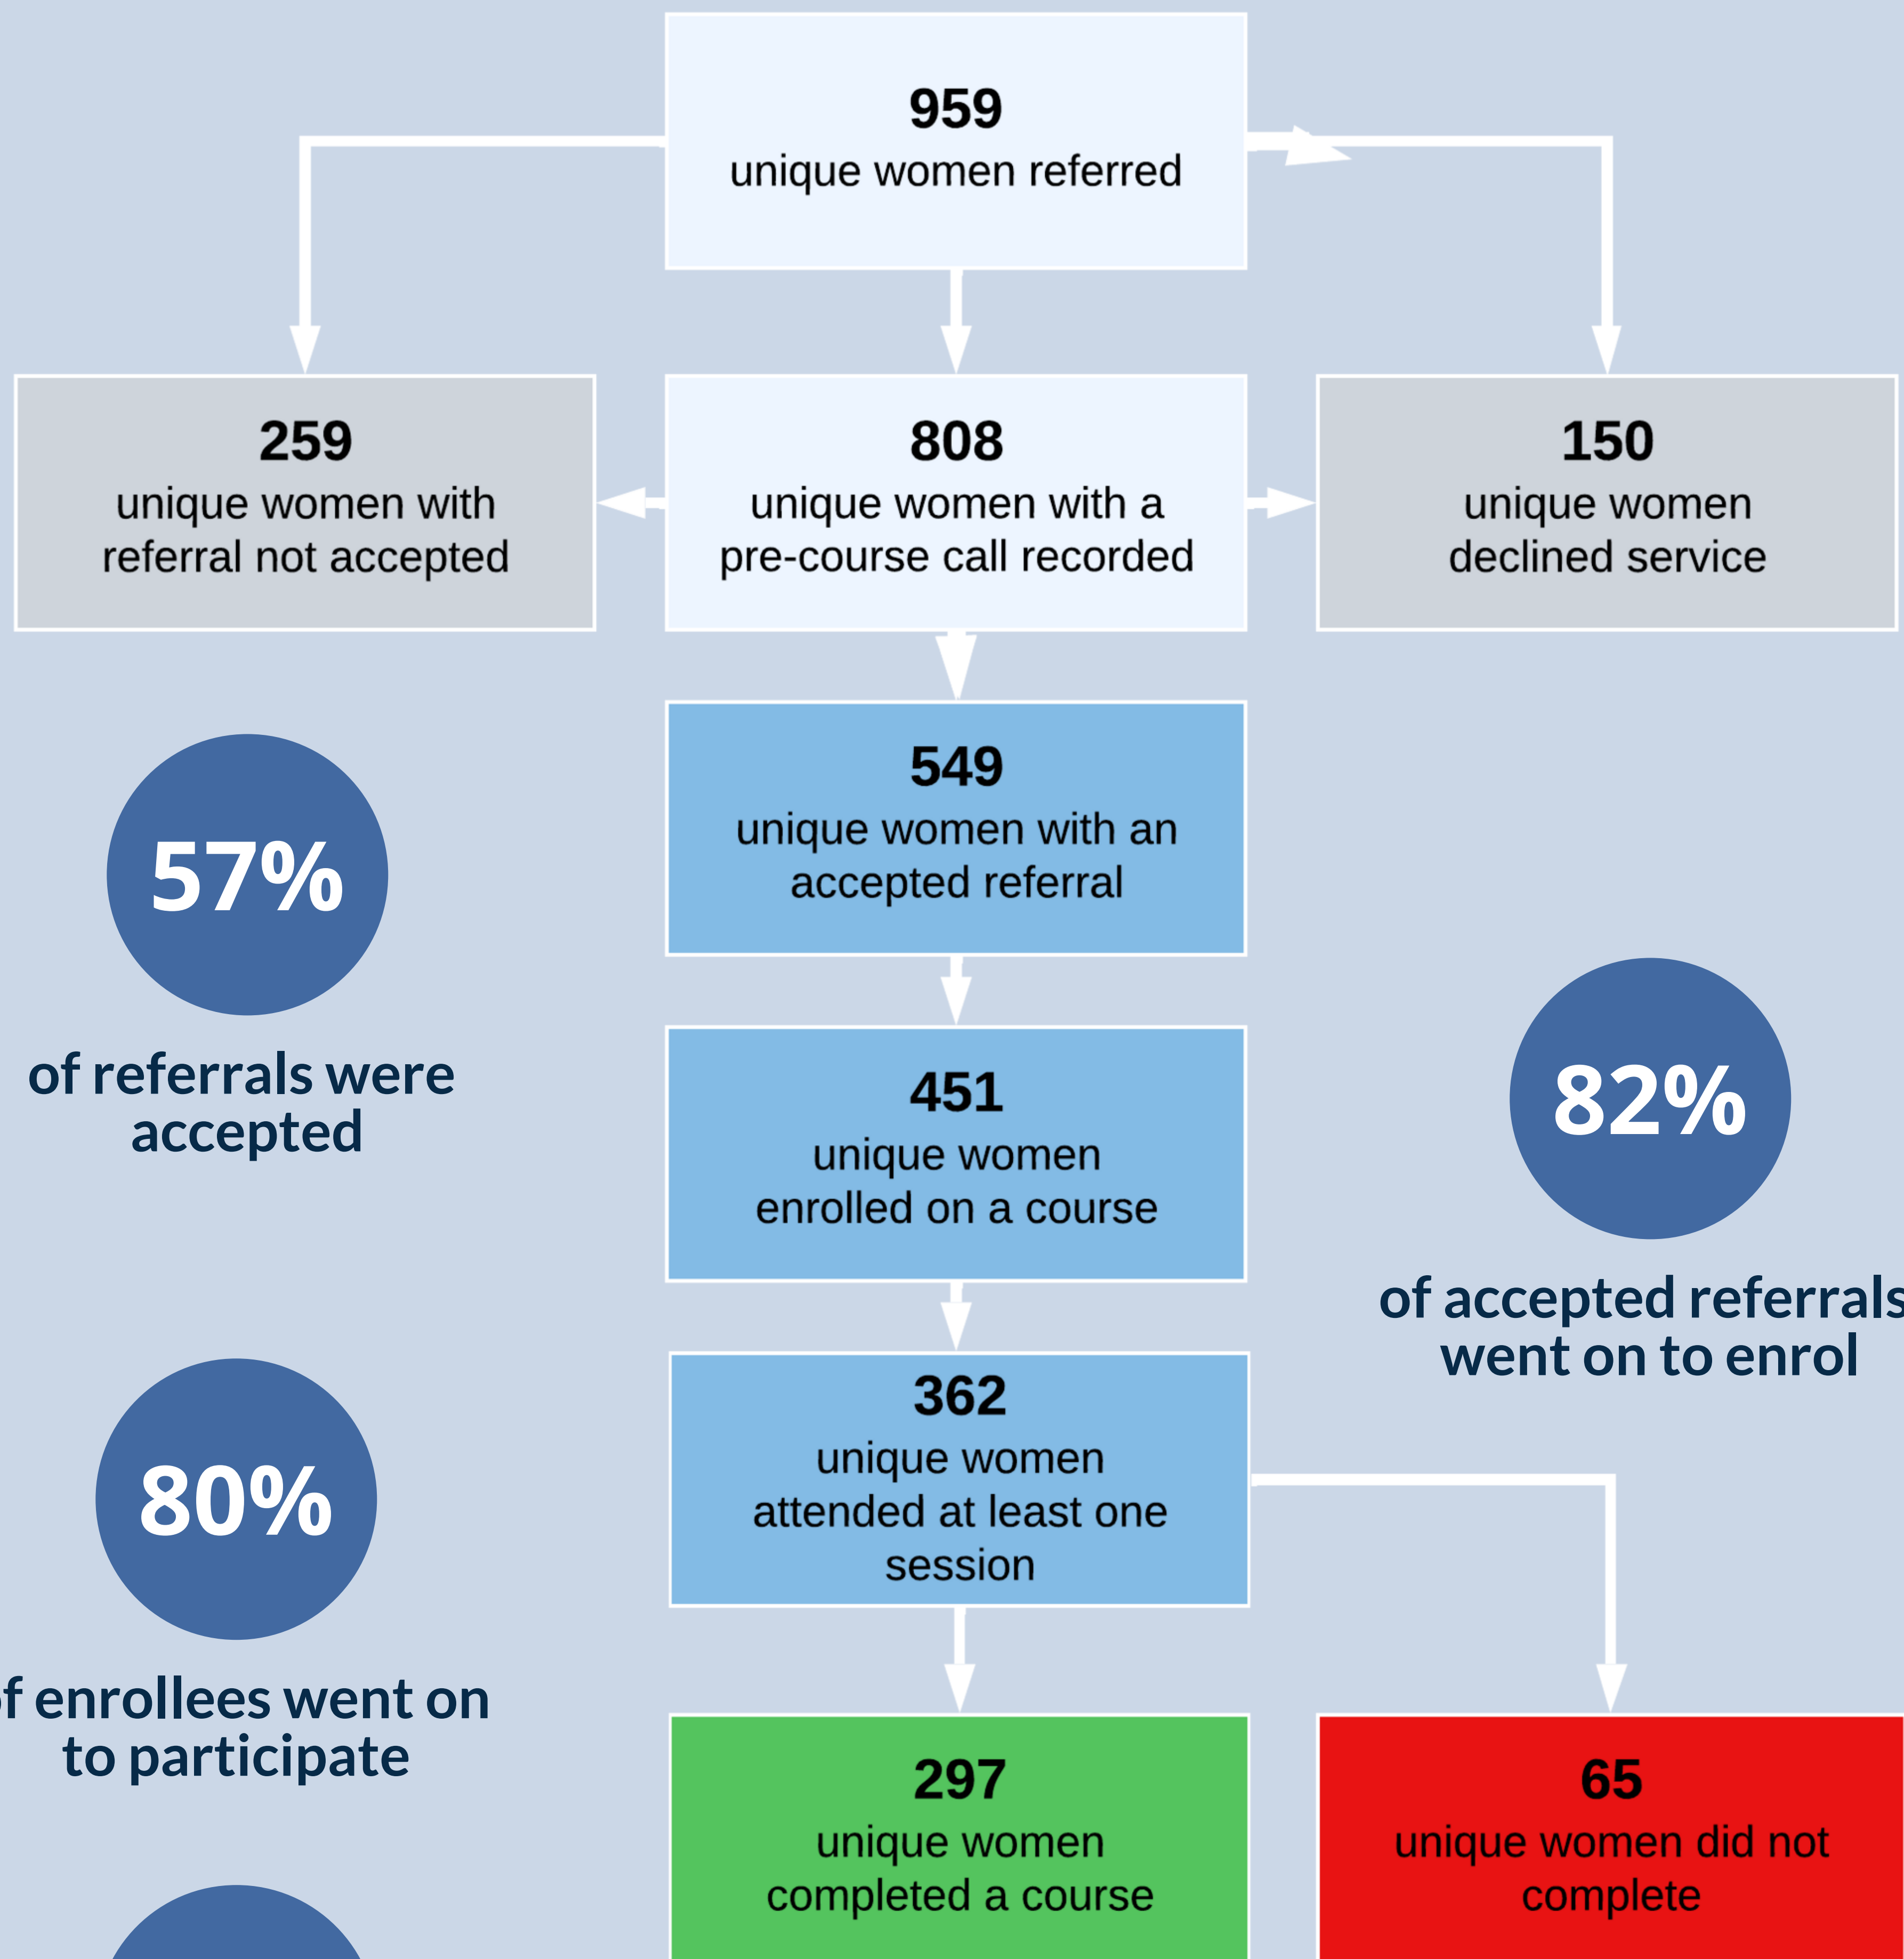 959
unique women referred
259
unique women with
referral not accepted
808
unique women with a
pre-course call recorded
150
unique women
declined service
549
unique women with an
accepted referral
57%
of referrals were
accepted
451
unique women
enrolled on a course
82%
of accepted referrals
went on to enrol
362
unique women
attended at least one
session
80%
of enrollees went on
to participate
297
unique women
completed a course
65
unique women did not
complete